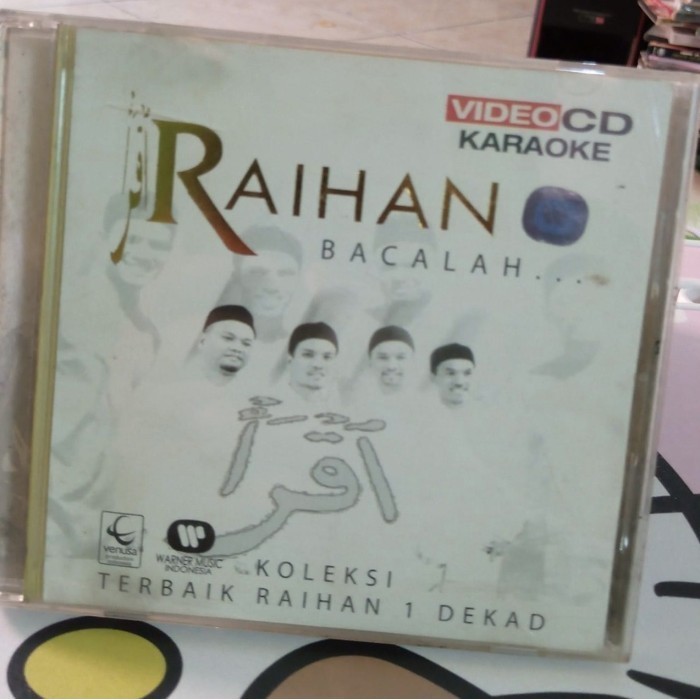 VIDEO CD
KARAOKE
RAIHAN
BACALAH...
اقرأ
venusa
WARNER MUSIC
INDONESIA
KOLEKSI
TERBAIK RAIHAN 1 DEKAD